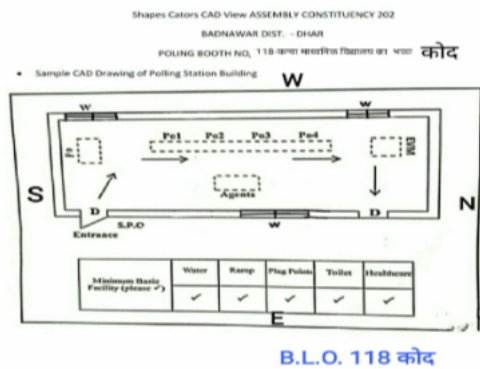 Shapes Cators CAD View ASSEMBLY CONSTITUENCY 202
BADNAWAR DIST. - DHAR
POLING BOOTH NO, 118-कन्या माध्यमिक विद्यालय का भवन कोद
• Sample CAD Drawing of Polling Station Building
W
W
W
Po1 Po2 Po3 Po4
Po
EVM
Agents
S
N
D
S.P.O
W
D
Entrance
Minimum Basic Facility (please ✓)
Water Ramp Plug Points Toilet Healthcare
✓ ✓ ✓ ✓ ✓
E
B.L.O. 118 कोद